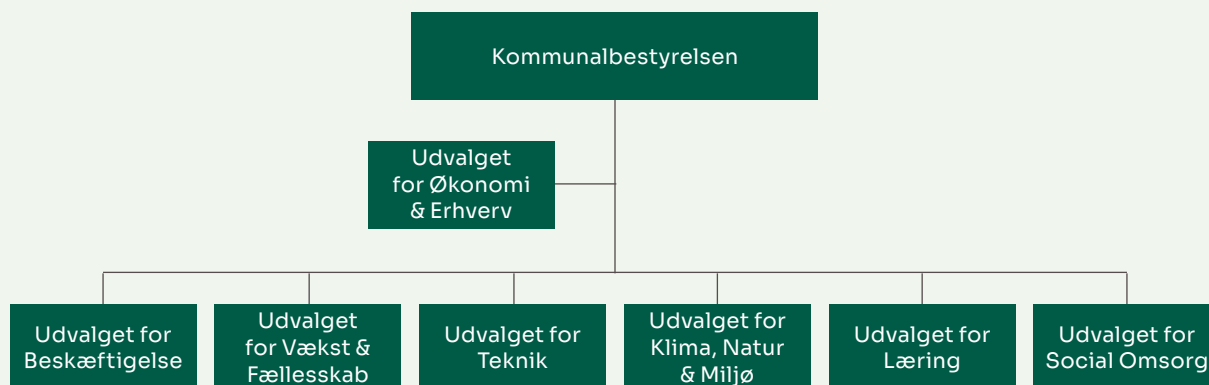 Kommunalbestyrelsen
Udvalget
for Økonomi
& Erhverv
Udvalget for
Beskæftigelse
Udvalget
for Vækst &
Fællesskab
Udvalget for
Teknik
Udvalget for
Klima, Natur
& Miljø
Udvalget for
Læring
Udvalget for
Social Omsorg